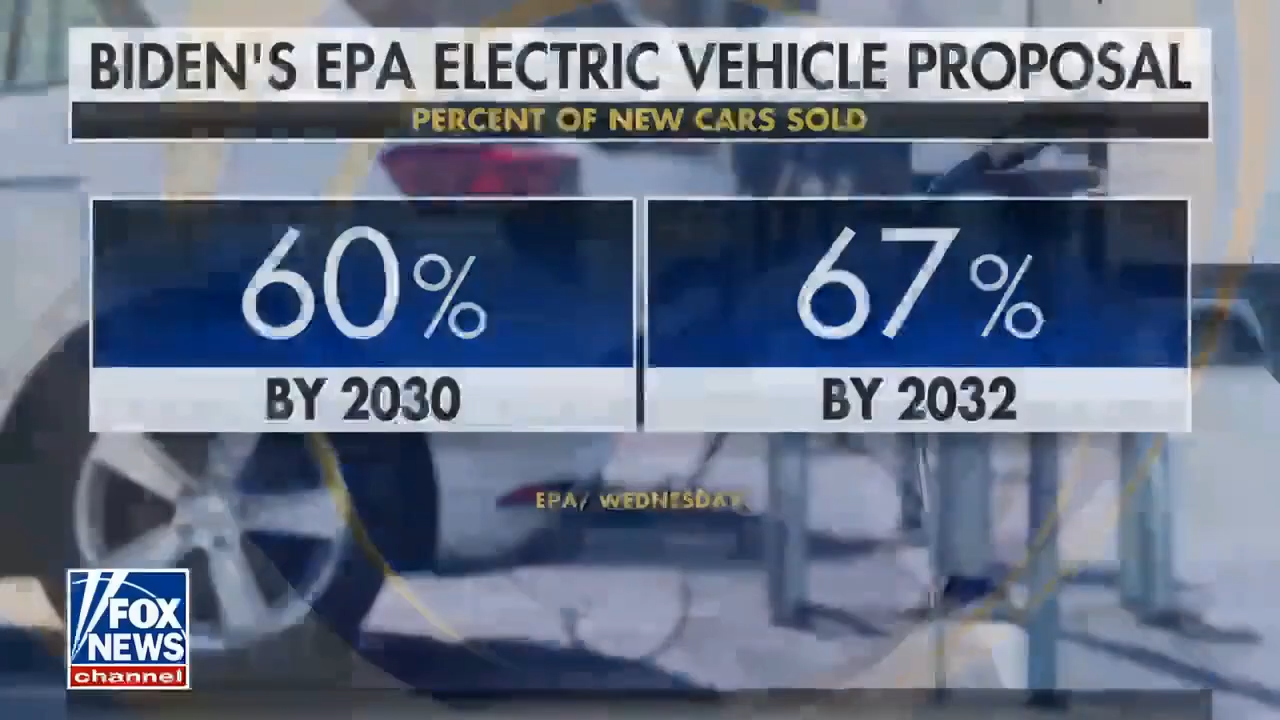 BIDEN'S EPA ELECTRIC VEHICLE PROPOSAL
PERCENT OF NEW CARS SOLD
60%
BY 2030
67%
BY 2032
EPA/ WEDNESDAY
FOX
NEWS
channel